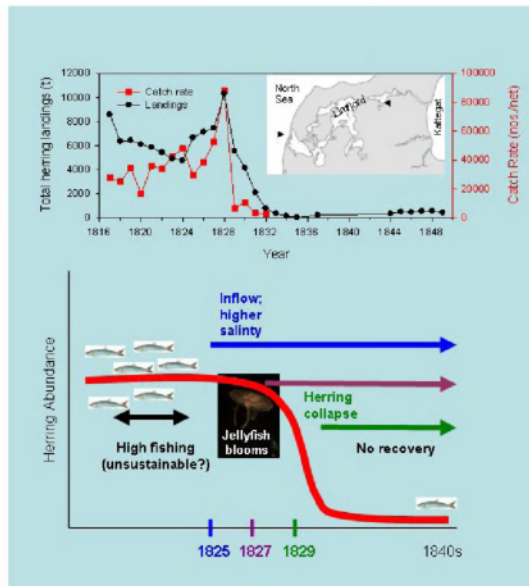 North
Sea
Limfjord
Kattegat
Catch rate
Landings
Total herring landings (t)
12000
10000
8000
6000
4000
2000
0
100000
80000
60000
40000
20000
0
Catch Rate (nos./net)
1816 1820 1824 1828 1832 1836 1840 1844 1848
Year
Herring Abundance
Inflow;
higher
salinity
Herring
collapse
Jellyfish
blooms
High fishing
(unsustainable?)
No recovery
1825 1827 1829 1840s